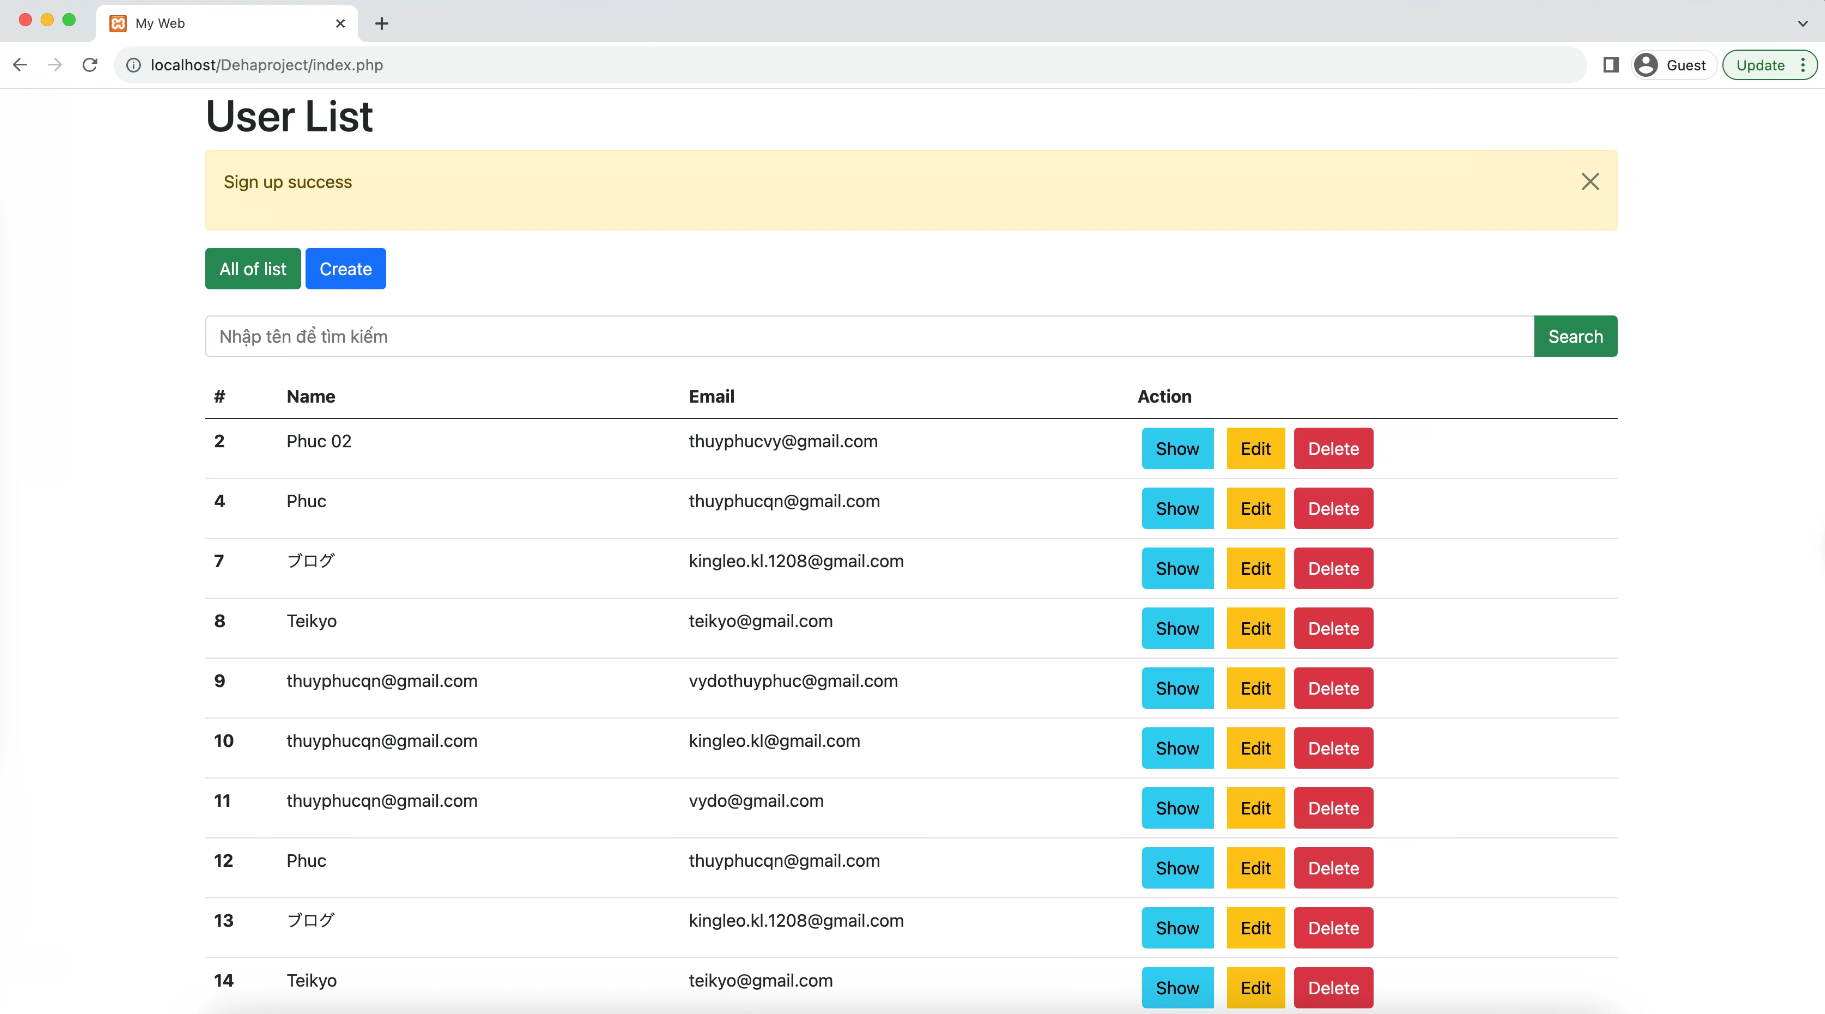 My Web
localhost/Dehaproject/index.php
Guest
Update
User List
Sign up success
All of list Create
Nhập tên để tìm kiếm Search
# Name Email Action
2 Phuc 02 thuyphucvy@gmail.com Show Edit Delete
4 Phuc thuyphucqn@gmail.com Show Edit Delete
7 ブログ kingleo.kl.1208@gmail.com Show Edit Delete
8 Teikyo teikyo@gmail.com Show Edit Delete
9 thuyphucqn@gmail.com vydothuyphuc@gmail.com Show Edit Delete
10 thuyphucqn@gmail.com kingleo.kl@gmail.com Show Edit Delete
11 thuyphucqn@gmail.com vydo@gmail.com Show Edit Delete
12 Phuc thuyphucqn@gmail.com Show Edit Delete
13 ブログ kingleo.kl.1208@gmail.com Show Edit Delete
14 Teikyo teikyo@gmail.com Show Edit Delete